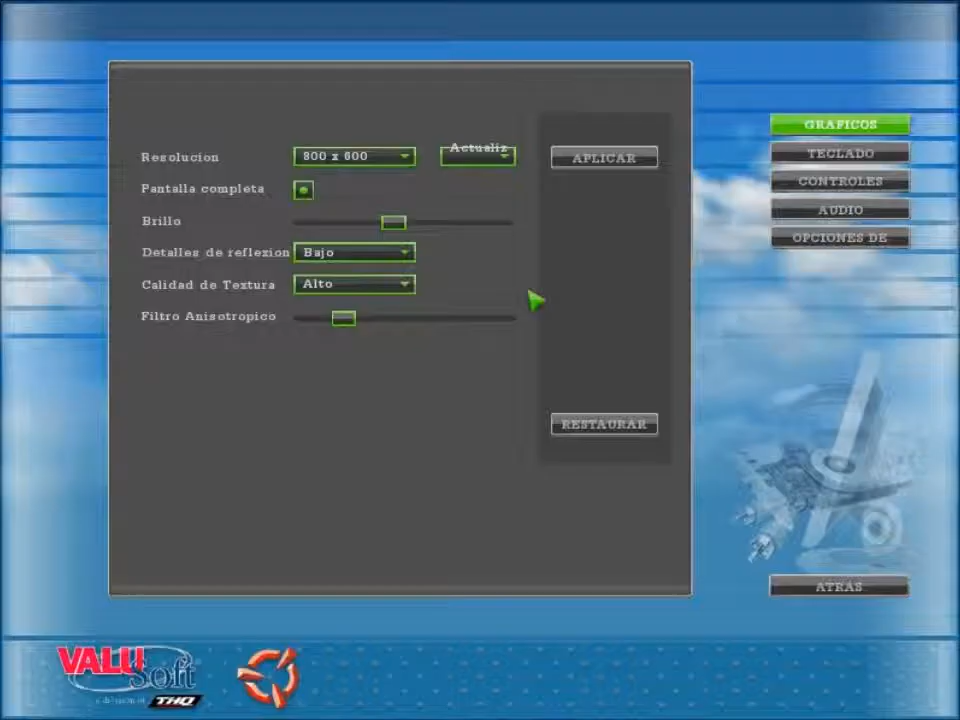 Resolucion
800 x 600
Actualiz
APLICAR
Pantalla completa
Brillo
Detalles de reflexion
Bajo
Calidad de Textura
Alto
Filtro Anisotropico
RESTAURAR
GRAFICOS
TECLADO
CONTROLES
AUDIO
OPCIONES DE
ATRAS
VALUSoft
THQ